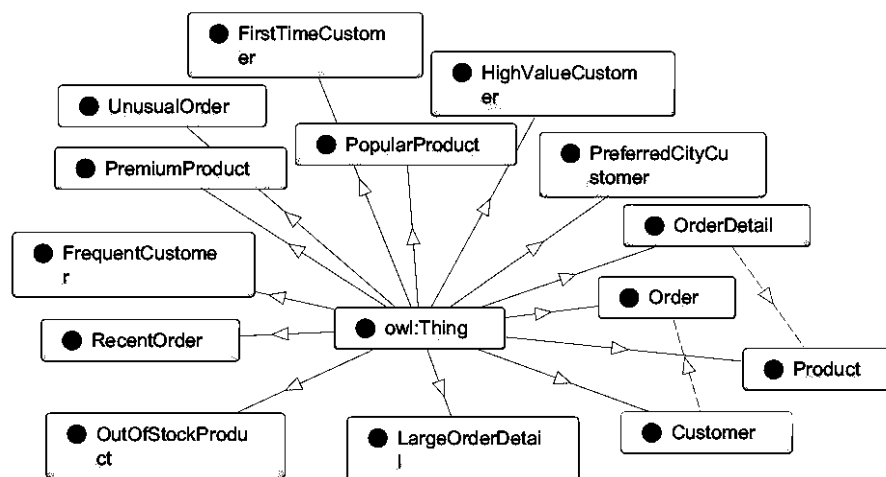 FirstTimeCustom
er
HighValueCustom
er
UnusualOrder
PopularProduct
PremiumProduct
PreferredCityCu
stomer
OrderDetail
FrequentCustome
r
Order
owl:Thing
RecentOrder
Product
OutOfStockProdu
ct
LargeOrderDetai
l
Customer